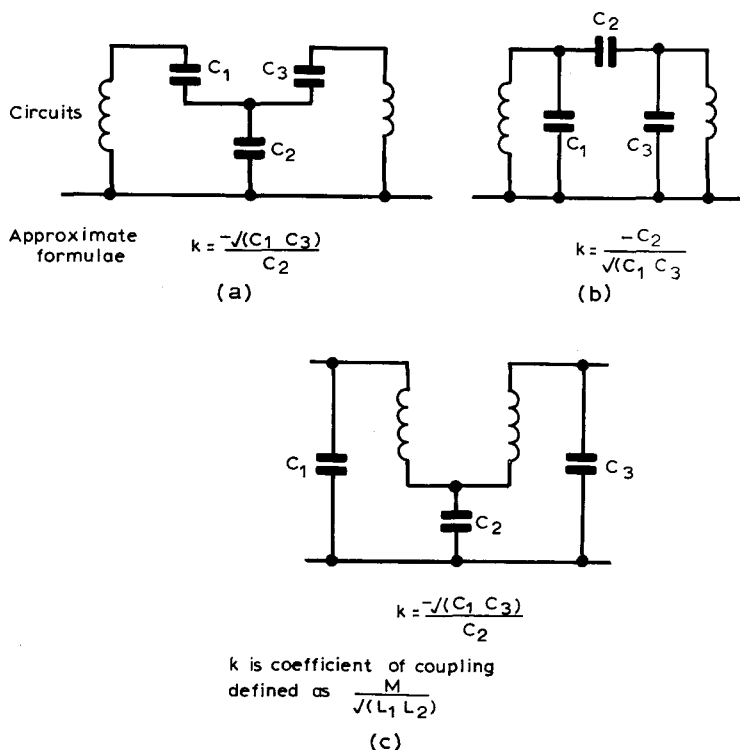 C₂
C₁ C₃
Circuits
C₂
C₁ C₃
Approximate
formulae
k = -√(C₁ C₃)
C₂
k = -C₂
√(C₁ C₃
(a)
(b)
C₁ C₃
C₂
k = -√(C₁ C₃)
C₂
k is coefficient of coupling
defined as M
√(L₁ L₂)
(c)